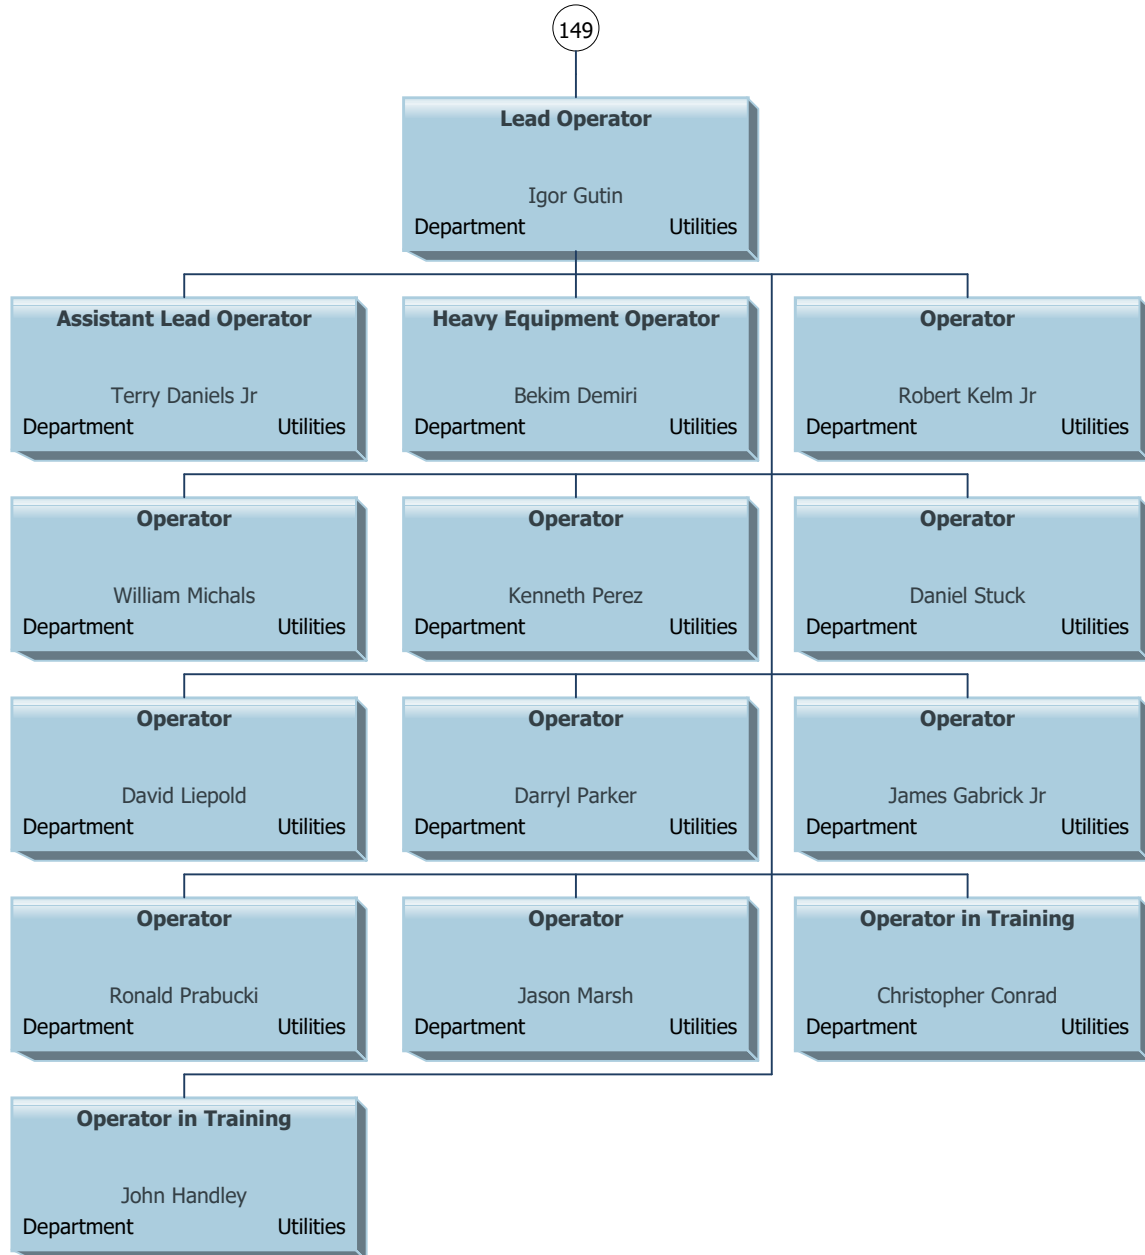 149
Lead Operator
Igor Gutin
Department Utilities
Assistant Lead Operator
Terry Daniels Jr
Department Utilities
Heavy Equipment Operator
Bekim Demiri
Department Utilities
Operator
Robert Kelm Jr
Department Utilities
Operator
William Michals
Department Utilities
Operator
Kenneth Perez
Department Utilities
Operator
Daniel Stuck
Department Utilities
Operator
David Liepold
Department Utilities
Operator
Darryl Parker
Department Utilities
Operator
James Gabrick Jr
Department Utilities
Operator
Ronald Prabucki
Department Utilities
Operator
Jason Marsh
Department Utilities
Operator in Training
Christopher Conrad
Department Utilities
Operator in Training
John Handley
Department Utilities